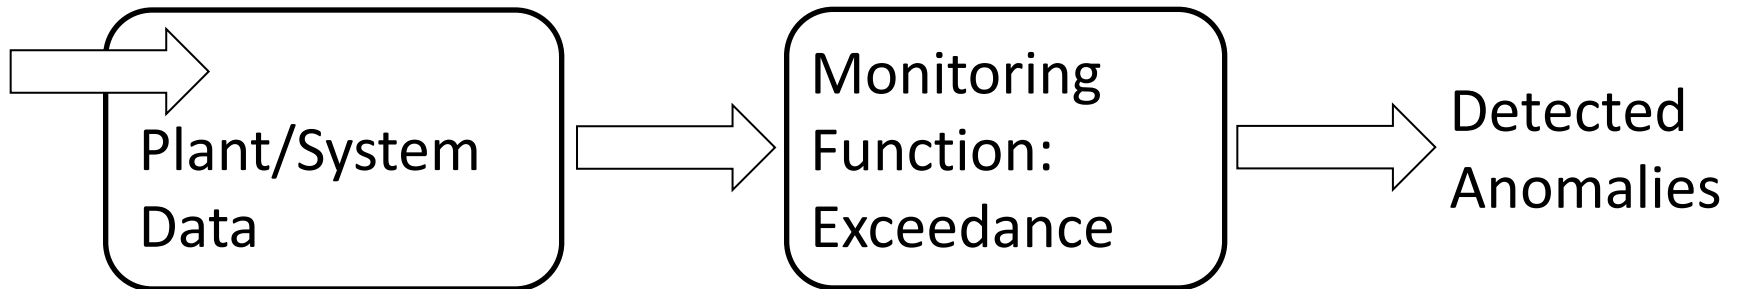 Plant/System
Data
Monitoring
Function:
Exceedance
Detected
Anomalies